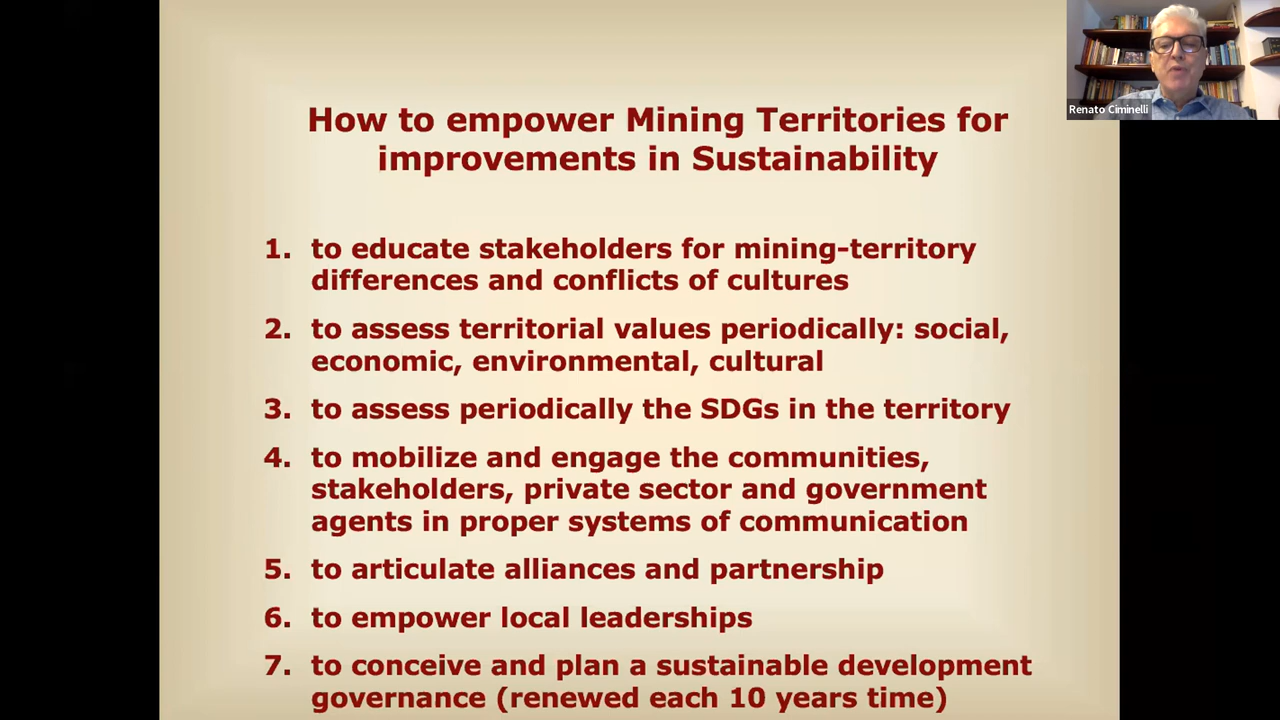 How to empower Mining Territories for
improvements in Sustainability
1. to educate stakeholders for mining-territory
differences and conflicts of cultures
2. to assess territorial values periodically: social,
economic, environmental, cultural
3. to assess periodically the SDGs in the territory
4. to mobilize and engage the communities,
stakeholders, private sector and government
agents in proper systems of communication
5. to articulate alliances and partnership
6. to empower local leaderships
7. to conceive and plan a sustainable development
governance (renewed each 10 years time)
Renato Ciminelli